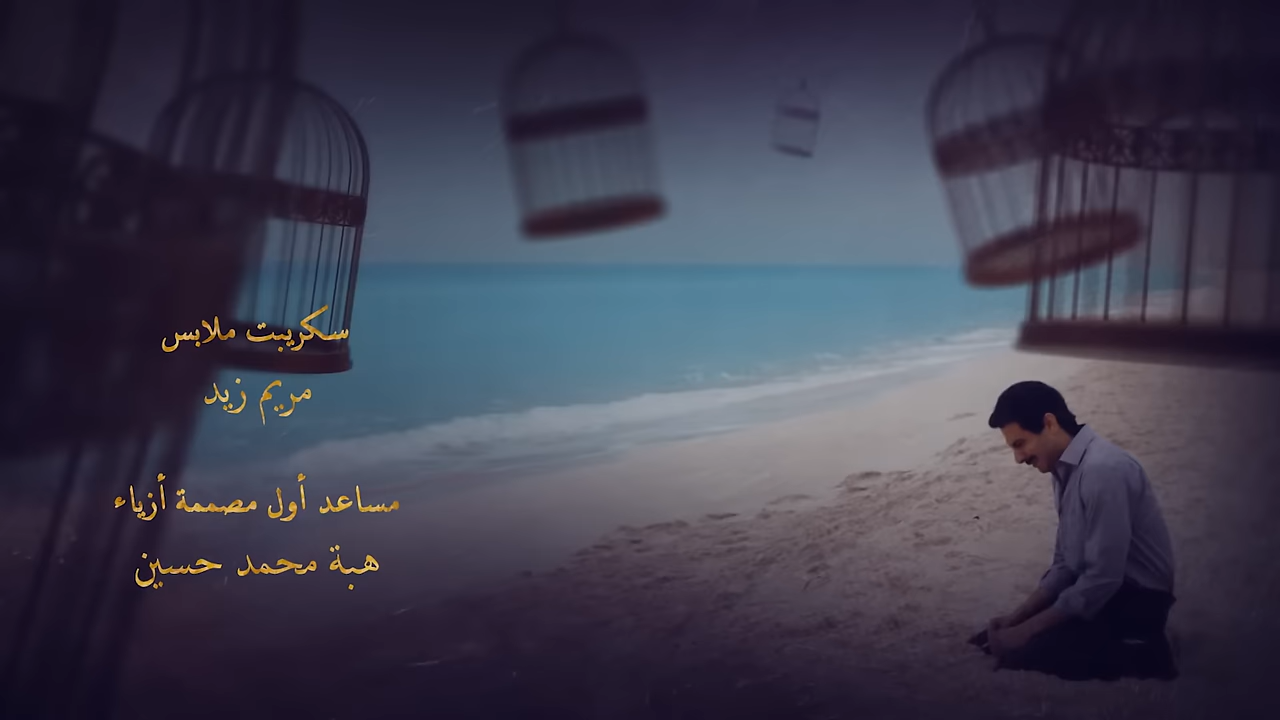 سكريبت ملابس
مريم زيد
مساعد أول مصممة أزياء
هبة محمد حسين